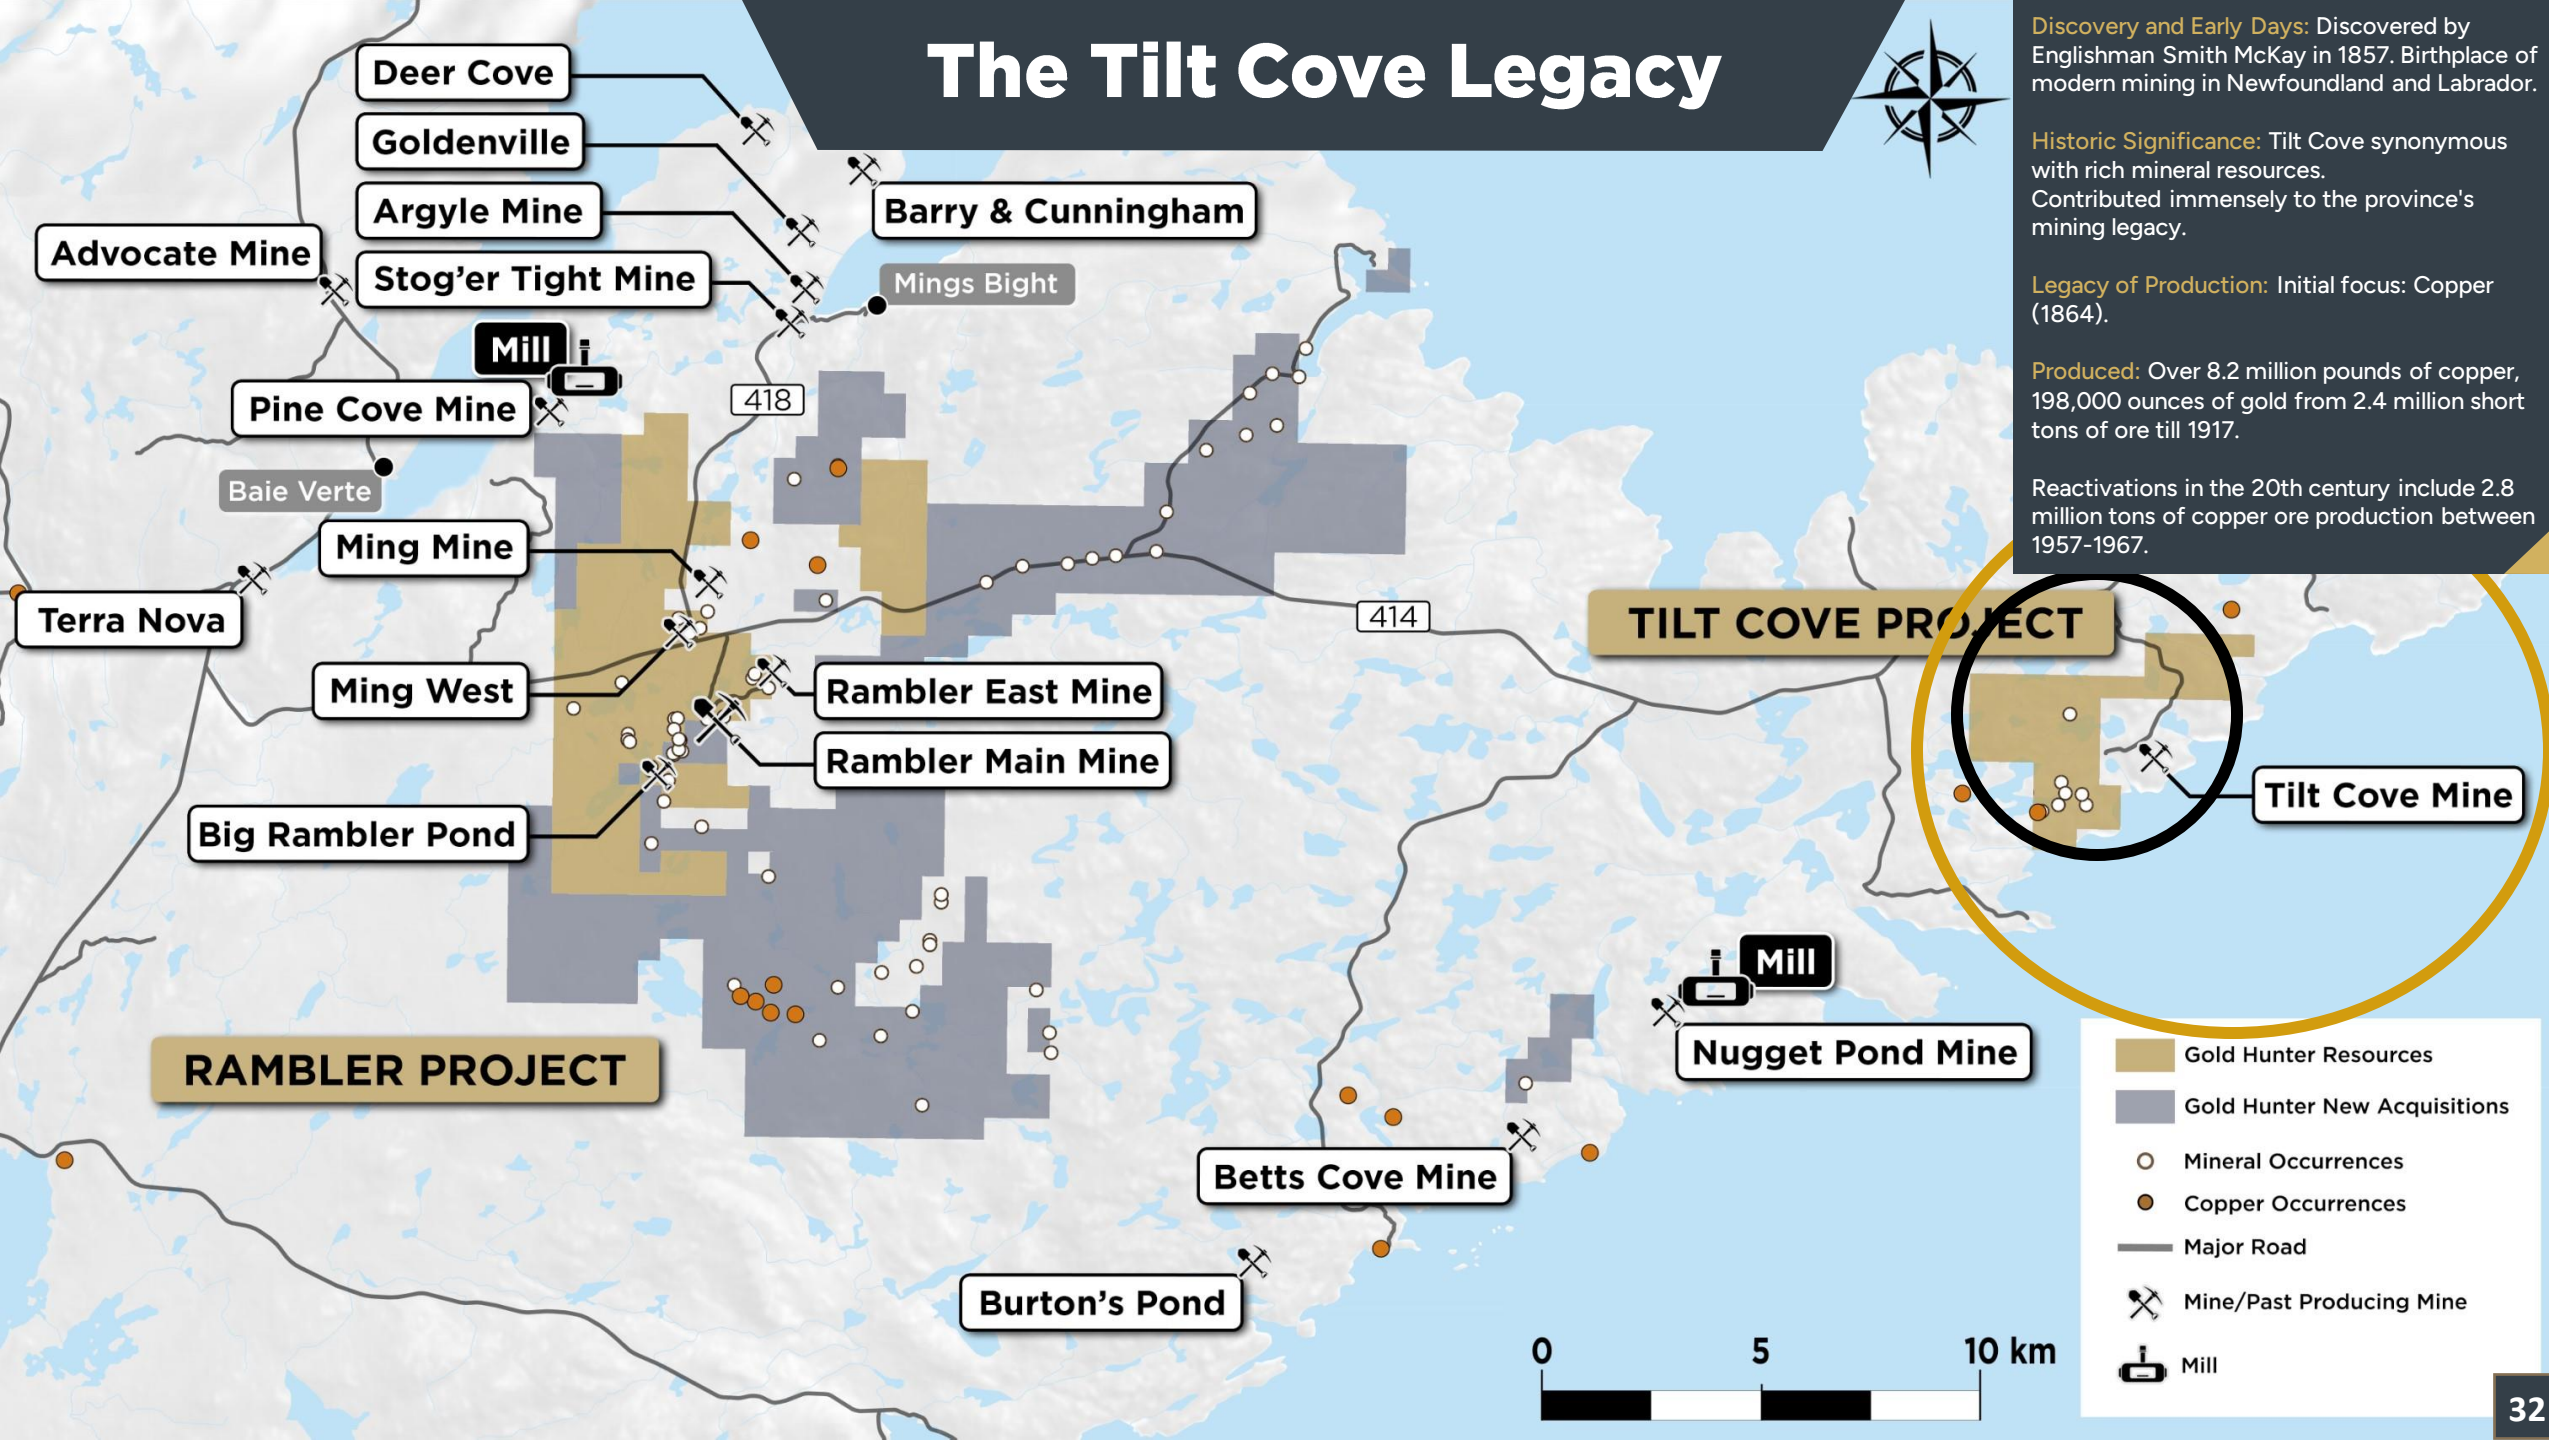 The Tilt Cove Legacy
Discovery and Early Days: Discovered by
Englishman Smith McKay in 1857. Birthplace of
modern mining in Newfoundland and Labrador.
Historic Significance: Tilt Cove synonymous
with rich mineral resources.
Contributed immensely to the province's
mining legacy.
Legacy of Production: Initial focus: Copper
(1864).
Produced: Over 8.2 million pounds of copper,
198,000 ounces of gold from 2.4 million short
tons of ore till 1917.
Reactivations in the 20th century include 2.8
million tons of copper ore production between
1957-1967.
Deer Cove
Goldenville
Argyle Mine
Barry & Cunningham
Advocate Mine
Stog'er Tight Mine
Mings Bight
Mill
Pine Cove Mine
418
Baie Verte
Ming Mine
Terra Nova
414
TILT COVE PROJECT
Ming West
Rambler East Mine
Rambler Main Mine
Tilt Cove Mine
Big Rambler Pond
Mill
Nugget Pond Mine
RAMBLER PROJECT
Betts Cove Mine
Burton's Pond
Gold Hunter Resources
Gold Hunter New Acquisitions
Mineral Occurrences
Copper Occurrences
Major Road
Mine/Past Producing Mine
Mill
0 5 10 km
32